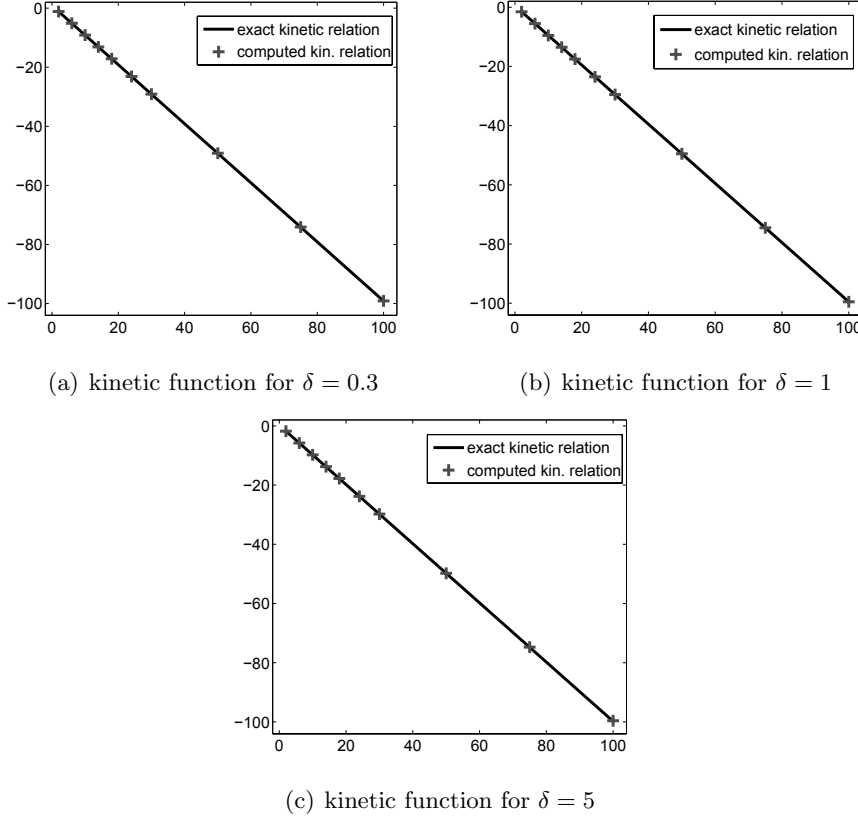 0
−20
−40
−60
−80
−100
0 20 40 60 80 100
exact kinetic relation
computed kin. relation
(a) kinetic function for δ = 0.3
0
−20
−40
−60
−80
−100
0 20 40 60 80 100
exact kinetic relation
computed kin. relation
(b) kinetic function for δ = 1
0
−20
−40
−60
−80
−100
0 20 40 60 80 100
exact kinetic relation
computed kin. relation
(c) kinetic function for δ = 5